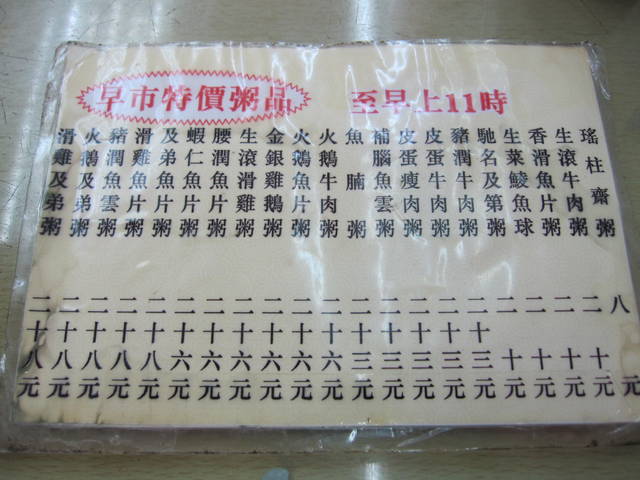 早市特價粥品
至早上11時
瑤柱齋粥 八元
生滾牛肉粥 二十元
香滑魚片粥 二十元
生菜鯪魚球 二十元
馳名及第粥 二十元
豬潤牛肉粥 二十三元
皮蛋牛肉粥 二十三元
皮蛋瘦肉粥 二十三元
補腦魚雲粥 二十三元
魚腩粥 二十三元
火鵝牛肉粥 二十六元
火鵝魚片粥 二十六元
金銀雞鵝粥 二十六元
生滾滑雞粥 二十六元
腰潤魚片粥 二十六元
蝦仁魚片粥 二十六元
及弟魚片粥 二十八元
滑雞魚片粥 二十八元
豬潤魚雲粥 二十八元
火鵝及弟粥 二十八元
滑雞及弟粥 二十八元